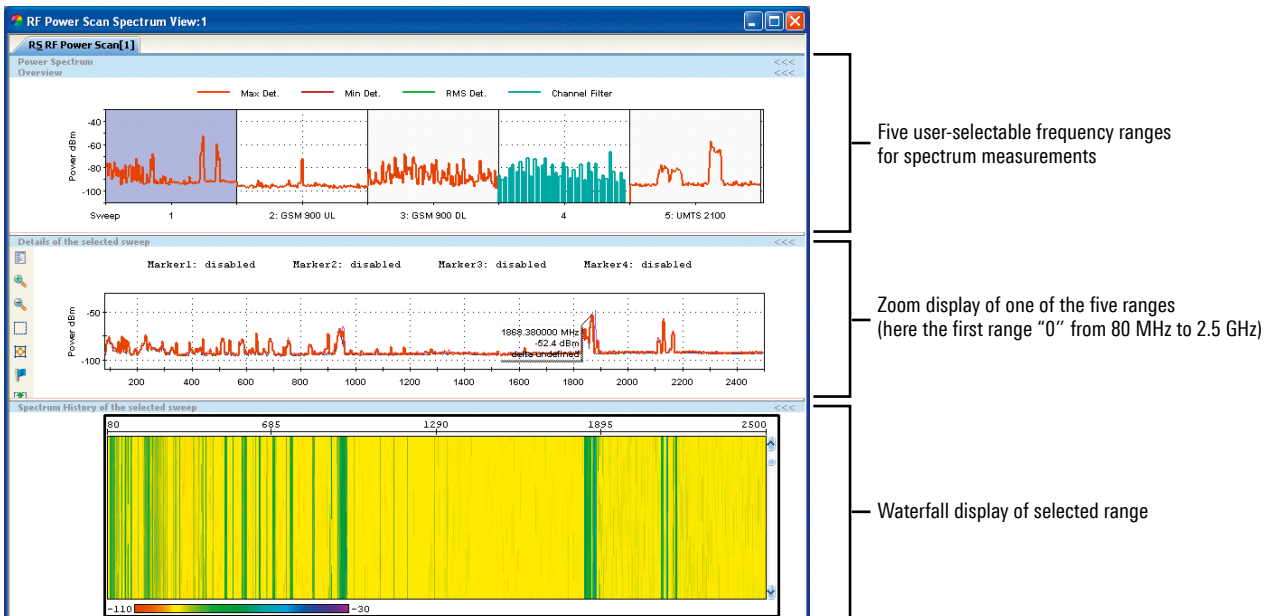 RF Power Scan Spectrum View:1
RS RF Power Scan[1]
Power Spectrum <<<
Overview <<<
Max Det. Min Det. RMS Det. Channel Filter
Power dBm
-40
-60
-80
-100
Sweep 1 2: GSM 900 UL 3: GSM 900 DL 4 5: UMTS 2100
Five user-selectable frequency ranges
for spectrum measurements
Details of the selected sweep <<<
Marker1: disabled Marker2: disabled Marker3: disabled Marker4: disabled
Power dBm
-50
-100
1868.380000 MHz
-52.4 dBm
delta undefined
200 400 600 800 1000 1200 1400 1600 1800 2000 2200 2400
Zoom display of one of the five ranges
(here the first range “0” from 80 MHz to 2.5 GHz)
Spectrum History of the selected sweep <<<
80 685 1290 1895 2500
-110 -30
Waterfall display of selected range